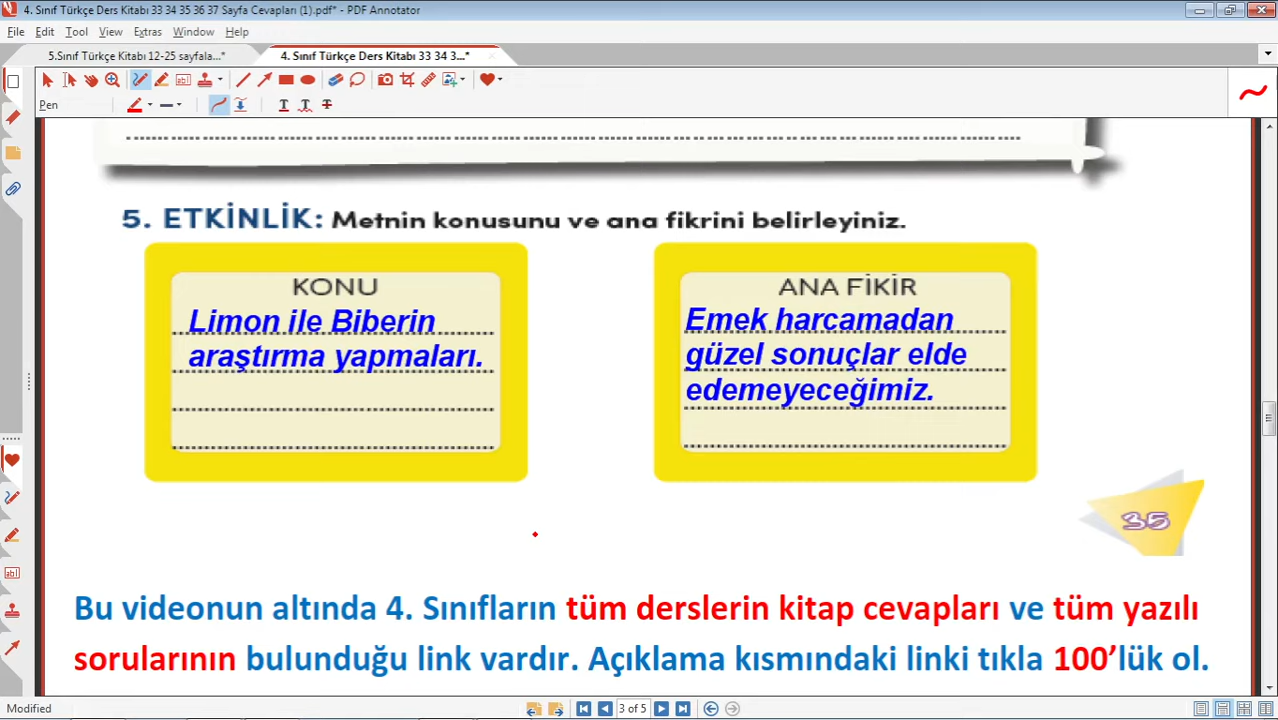 4. Sınıf Türkçe Ders Kitabı 33 34 35 36 37 Sayfa Cevapları (1).pdf* - PDF Annotator
File Edit Tool View Extras Window Help
5.Sınıf Türkçe Kitabı 12-25 sayfala...* 4. Sınıf Türkçe Ders Kitabı 33 34 3...*
Pen
5. ETKİNLİK: Metnin konusunu ve ana fikrini belirleyiniz.
KONU
Limon ile Biberin
araştırma yapmaları.
ANA FİKİR
Emek harcamadan
güzel sonuçlar elde
edemeyeceğimiz.
35
Bu videonun altında 4. Sınıfların tüm derslerin kitap cevapları ve tüm yazılı
sorularının bulunduğu link vardır. Açıklama kısmındaki linki tıkla 100’lük ol.
Modified 3 of 5